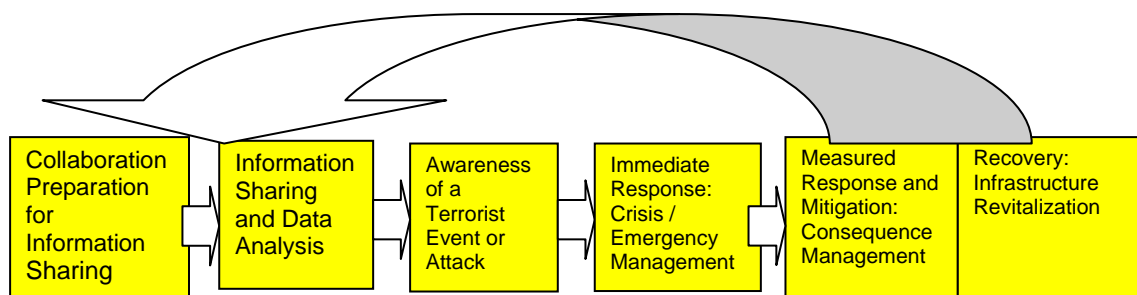 Collaboration
Preparation
for
Information
Sharing
Information
Sharing
and Data
Analysis
Awareness
of a
Terrorist
Event or
Attack
Immediate
Response:
Crisis /
Emergency
Management
Measured
Response and
Mitigation:
Consequence
Management
Recovery:
Infrastructure
Revitalization